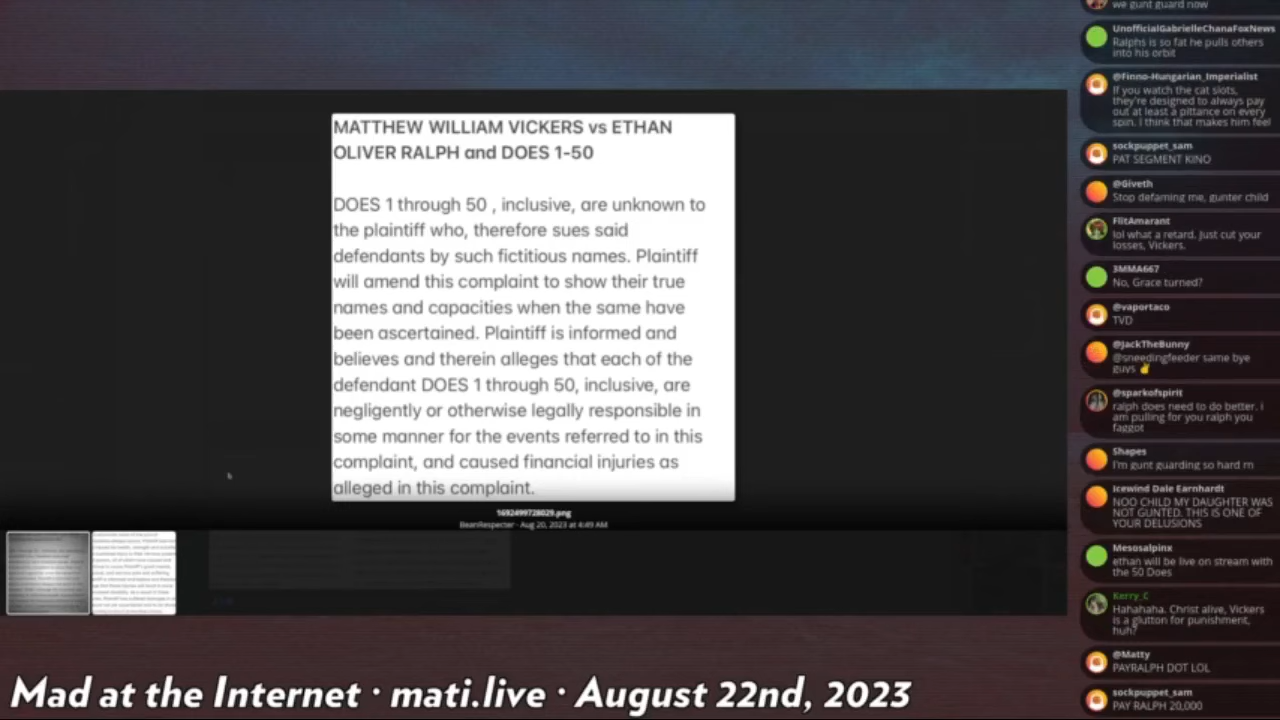 MATTHEW WILLIAM VICKERS vs ETHAN
OLIVER RALPH and DOES 1-50
DOES 1 through 50 , inclusive, are unknown to
the plaintiff who, therefore sues said
defendants by such fictitious names. Plaintiff
will amend this complaint to show their true
names and capacities when the same have
been ascertained. Plaintiff is informed and
believes and therein alleges that each of the
defendant DOES 1 through 50, inclusive, are
negligently or otherwise legally responsible in
some manner for the events referred to in this
complaint, and caused financial injuries as
alleged in this complaint.
1692499728029.png
BeanRespecter · Aug 20, 2023 at 4:49 AM
we gunt guard now
UnofficialGabrielleChanaFoxNews
Ralphs is so fat he pulls others
into his orbit
@Finno-Hungarian_Imperialist
If you watch the cat slots,
they're designed to always pay
out at least a pittance on every
spin. I think that makes him feel
sockpuppet_sam
PAT SEGMENT KINO
@Giveth
Stop defaming me, gunter child
FlitAmarant
lol what a retard. Just cut your
losses, Vickers.
3MMA667
No, Grace turned?
@vaportaco
TVD
@JackTheBunny
@sneedingfeeder same bye
guys ✌
@sparkofspirit
ralph does need to do better. i
am pulling for you ralph you
faggot
Shapes
I'm gunt guarding so hard rn
Icewind Dale Earnhardt
NOO CHILD MY DAUGHTER WAS
NOT GUNTED. THIS IS ONE OF
YOUR DELUSIONS
Mesosalpinx
ethan will be live on stream with
the 50 Does
Kerry_C
Hahahaha. Christ alive, Vickers
is a glutton for punishment,
huh?
@Matty
PAYRALPH DOT LOL
sockpuppet_sam
PAY RALPH 20,000
Mad at the Internet · mati.live · August 22nd, 2023